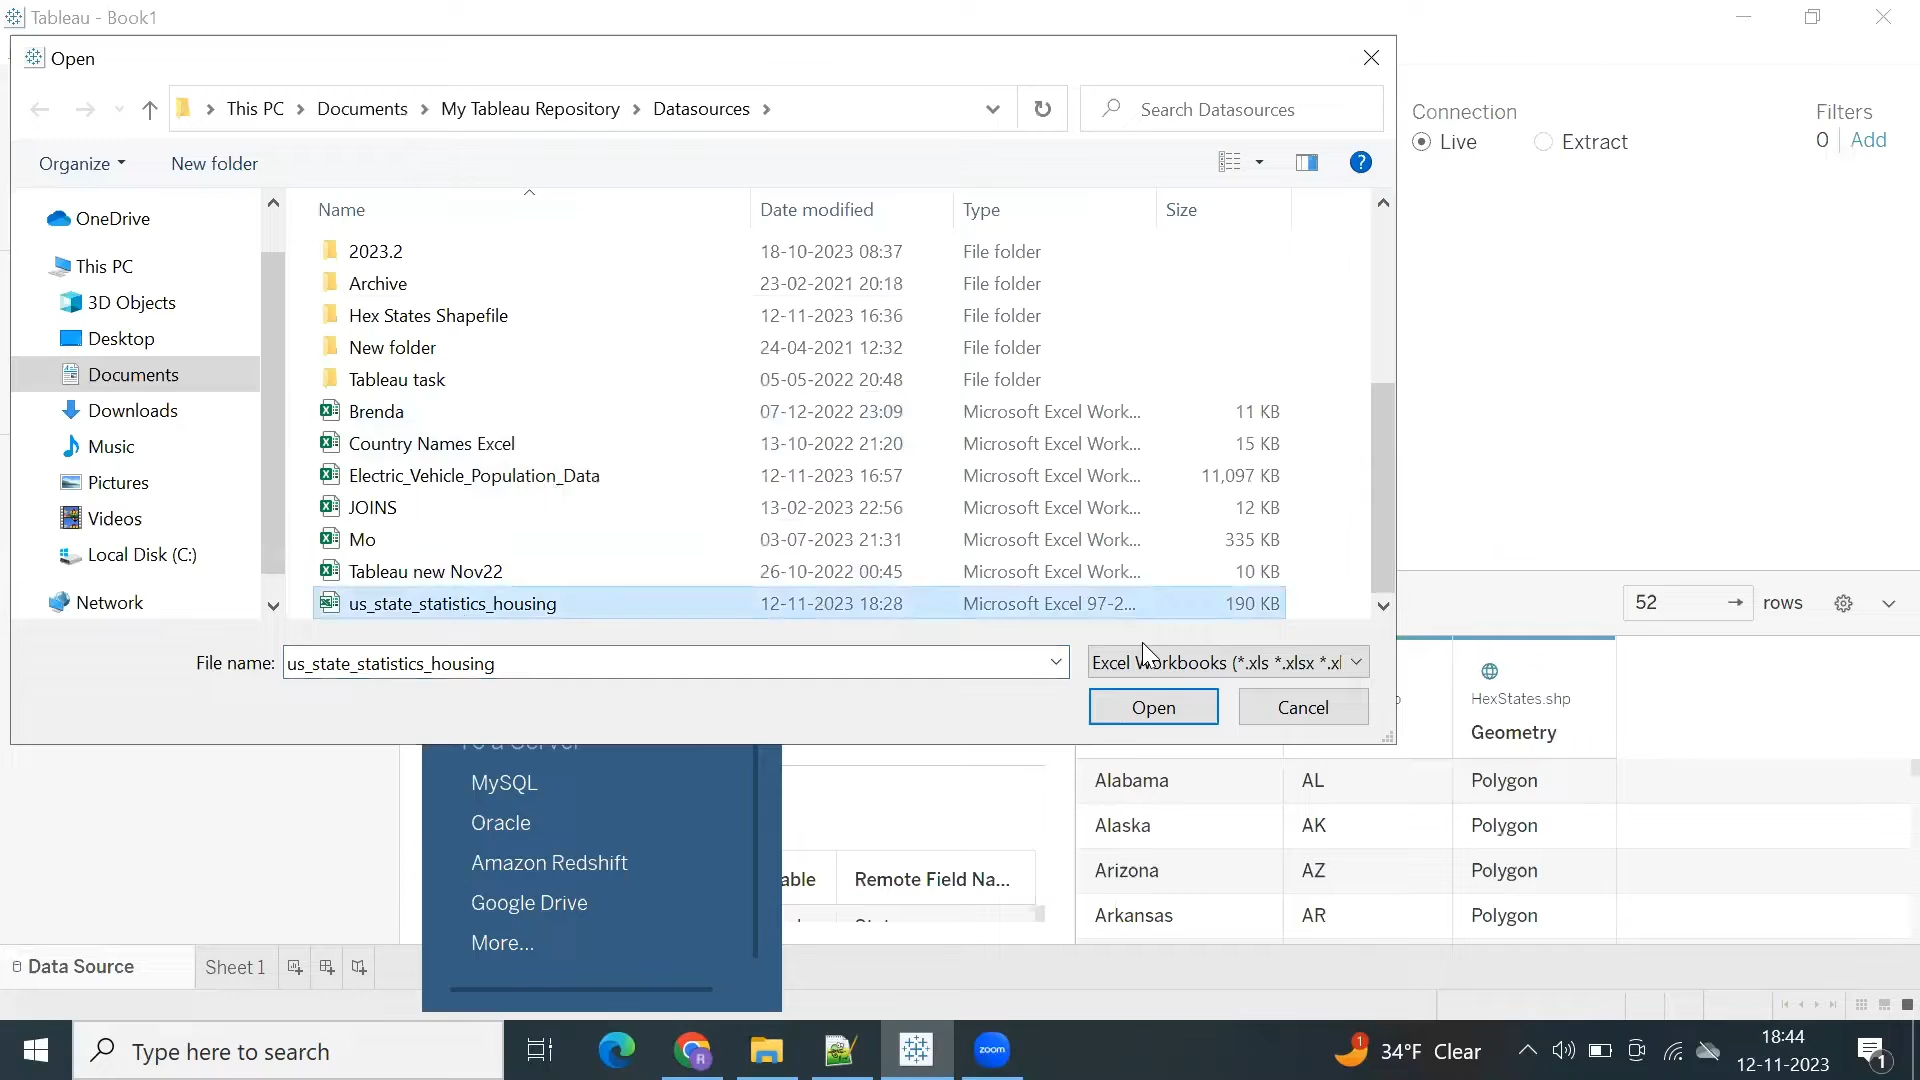 Tableau - Book1
Open
This PC > Documents > My Tableau Repository > Datasources >
Search Datasources
Organize
New folder
Connection
Live
Extract
Filters
0 | Add
OneDrive
This PC
3D Objects
Desktop
Documents
Downloads
Music
Pictures
Videos
Local Disk (C:)
Network
Name Date modified Type Size
2023.2 18-10-2023 08:37 File folder
Archive 23-02-2021 20:18 File folder
Hex States Shapefile 12-11-2023 16:36 File folder
New folder 24-04-2021 12:32 File folder
Tableau task 05-05-2022 20:48 File folder
Brenda 07-12-2022 23:09 Microsoft Excel Work... 11 KB
Country Names Excel 13-10-2022 21:20 Microsoft Excel Work... 15 KB
Electric_Vehicle_Population_Data 12-11-2023 16:57 Microsoft Excel Work... 11,097 KB
JOINS 13-02-2023 22:56 Microsoft Excel Work... 12 KB
Mo 03-07-2023 21:31 Microsoft Excel Work... 335 KB
Tableau new Nov22 26-10-2022 00:45 Microsoft Excel Work... 10 KB
us_state_statistics_housing 12-11-2023 18:28 Microsoft Excel 97-2... 190 KB
File name: us_state_statistics_housing
Excel Workbooks (*.xls *.xlsx *.xl
Open
Cancel
52 → rows
HexStates.shp
Geometry
MySQL
Oracle
Amazon Redshift
Google Drive
More...
able
Remote Field Na...
Alabama AL Polygon
Alaska AK Polygon
Arizona AZ Polygon
Arkansas AR Polygon
Data Source
Sheet 1
Type here to search
zoom
1
34°F Clear
18:44
12-11-2023
1